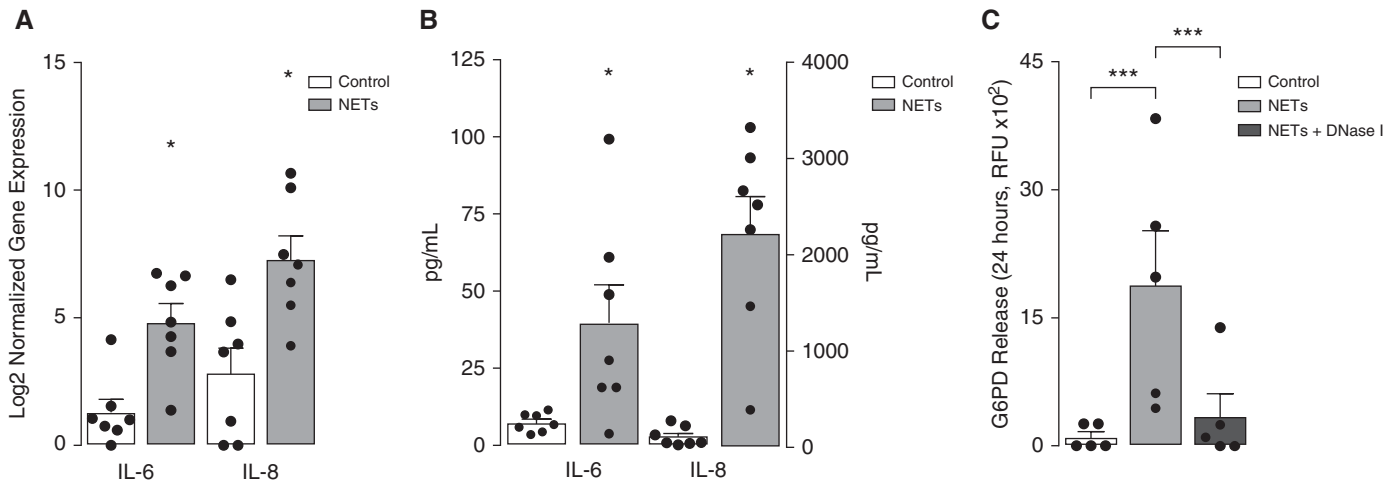 A
Log2 Normalized Gene Expression
15
10
5
0
*
*
Control
NETs
IL-6
IL-8
B
pg/mL
125
100
75
50
25
0
*
*
4000
3000
2000
1000
0
pg/mL
Control
NETs
IL-6
IL-8
C
G6PD Release (24 hours, RFU x10²)
45
30
15
0
***
***
Control
NETs
NETs + DNase I